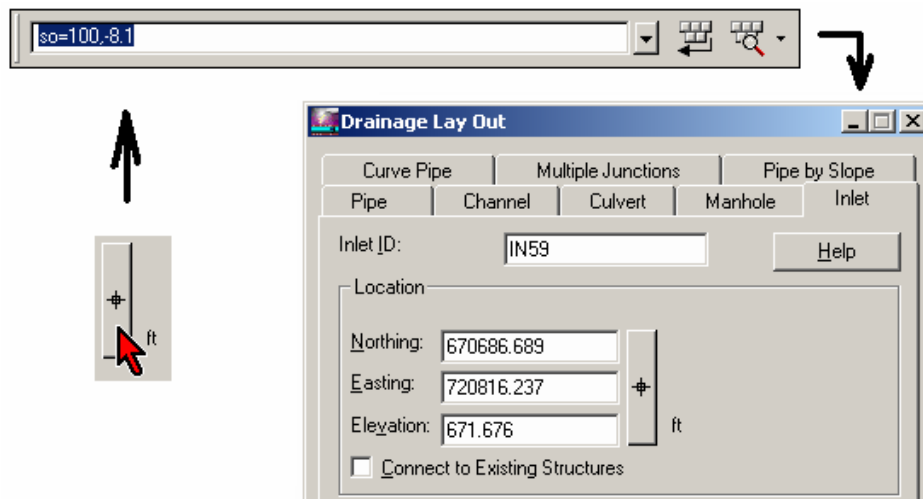 so=100,-8.1
Drainage Lay Out
Curve Pipe Multiple Junctions Pipe by Slope
Pipe Channel Culvert Manhole Inlet
Inlet ID: IN59 Help
Location
Northing: 670686.689
Easting: 720816.237
Elevation: 671.676 ft
Connect to Existing Structures
ft